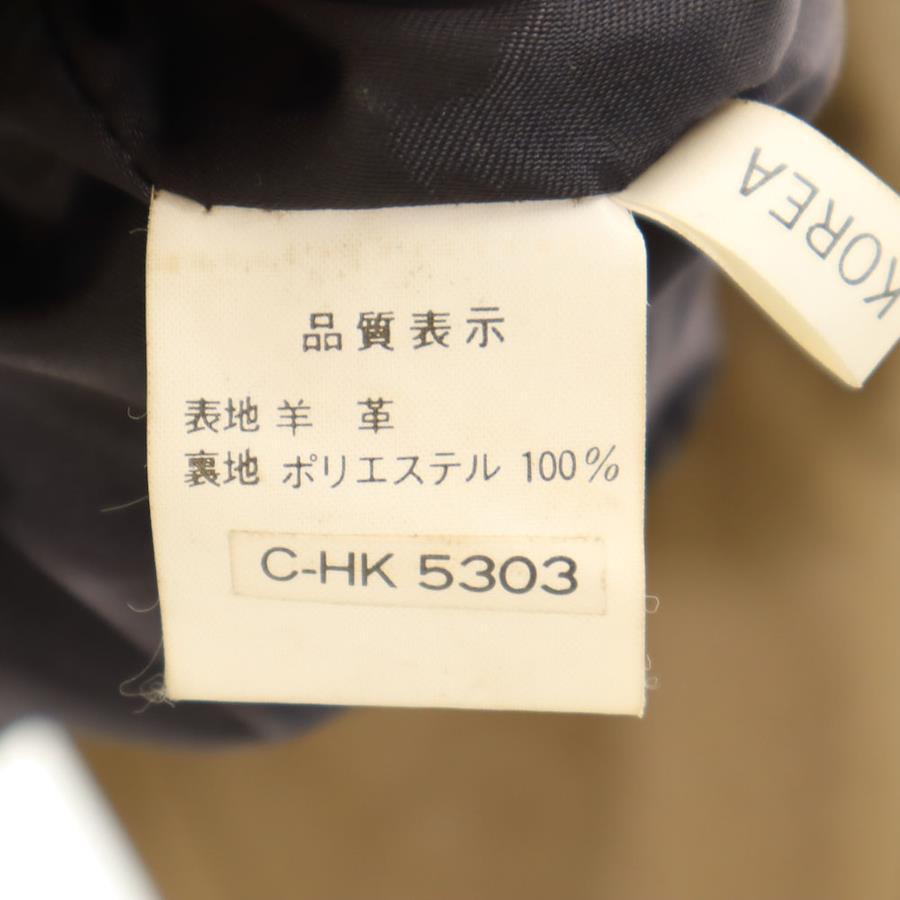 品質表示
表地 羊 革
裏地 ポリエステル 100%
C-HK 5303
KOREA